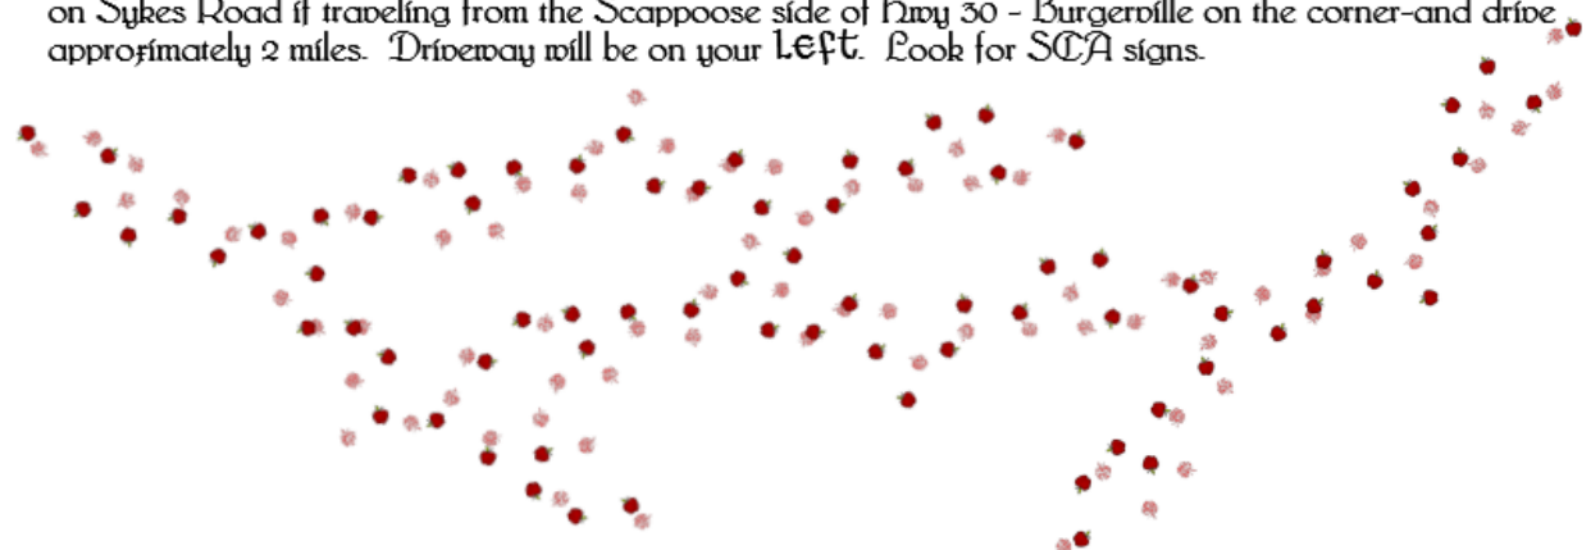 on Sykes Road if traveling from the Scappoose side of Hwy 30 - Burgerville on the corner-and drive
approximately 2 miles. Driveway will be on your Left. Look for SCA signs.